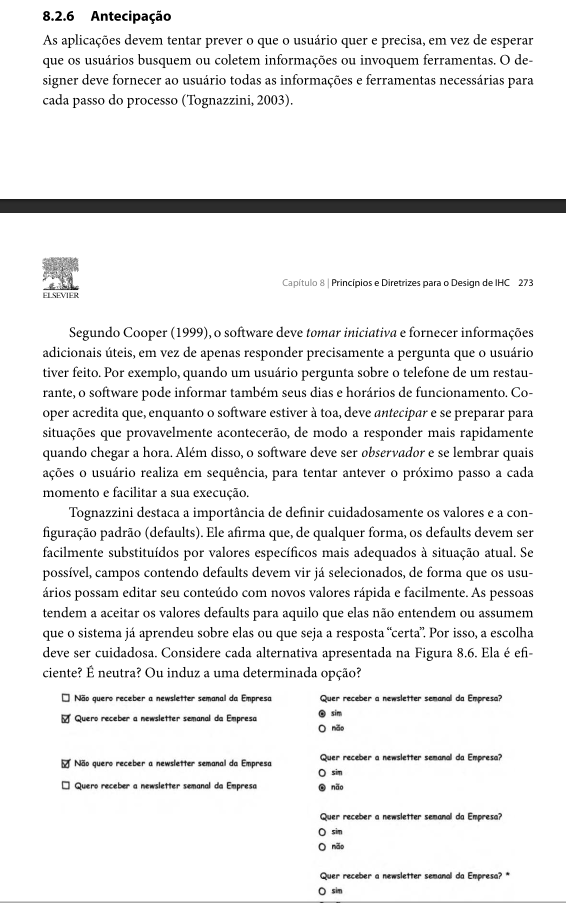 8.2.6 Antecipação
As aplicações devem tentar prever o que o usuário quer e precisa, em vez de esperar
que os usuários busquem ou coletem informações ou invoquem ferramentas. O de-
signer deve fornecer ao usuário todas as informações e ferramentas necessárias para
cada passo do processo (Tognazzini, 2003).
ELSEVIER
Capítulo 8 | Princípios e Diretrizes para o Design de IHC 273
Segundo Cooper (1999), o software deve tomar iniciativa e fornecer informações
adicionais úteis, em vez de apenas responder precisamente a pergunta que o usuário
tiver feito. Por exemplo, quando um usuário pergunta sobre o telefone de um restau-
rante, o software pode informar também seus dias e horários de funcionamento. Co-
oper acredita que, enquanto o software estiver à toa, deve antecipar e se preparar para
situações que provavelmente acontecerão, de modo a responder mais rapidamente
quando chegar a hora. Além disso, o software deve ser observador e se lembrar quais
ações o usuário realiza em sequência, para tentar antever o próximo passo a cada
momento e facilitar a sua execução.
Tognazzini destaca a importância de definir cuidadosamente os valores e a con-
figuração padrão (defaults). Ele afirma que, de qualquer forma, os defaults devem ser
facilmente substituídos por valores específicos mais adequados à situação atual. Se
possível, campos contendo defaults devem vir já selecionados, de forma que os usu-
ários possam editar seu conteúdo com novos valores rápida e facilmente. As pessoas
tendem a aceitar os valores defaults para aquilo que elas não entendem ou assumem
que o sistema já aprendeu sobre elas ou que seja a resposta “certa”. Por isso, a escolha
deve ser cuidadosa. Considere cada alternativa apresentada na Figura 8.6. Ela é efi-
ciente? É neutra? Ou induz a uma determinada opção?
Não quero receber a newsletter semanal da Empresa
Quero receber a newsletter semanal da Empresa
Não quero receber a newsletter semanal da Empresa
Quero receber a newsletter semanal da Empresa
Quer receber a newsletter semanal da Empresa?
sim
não
Quer receber a newsletter semanal da Empresa?
sim
não
Quer receber a newsletter semanal da Empresa?
sim
não
Quer receber a newsletter semanal da Empresa? *
sim